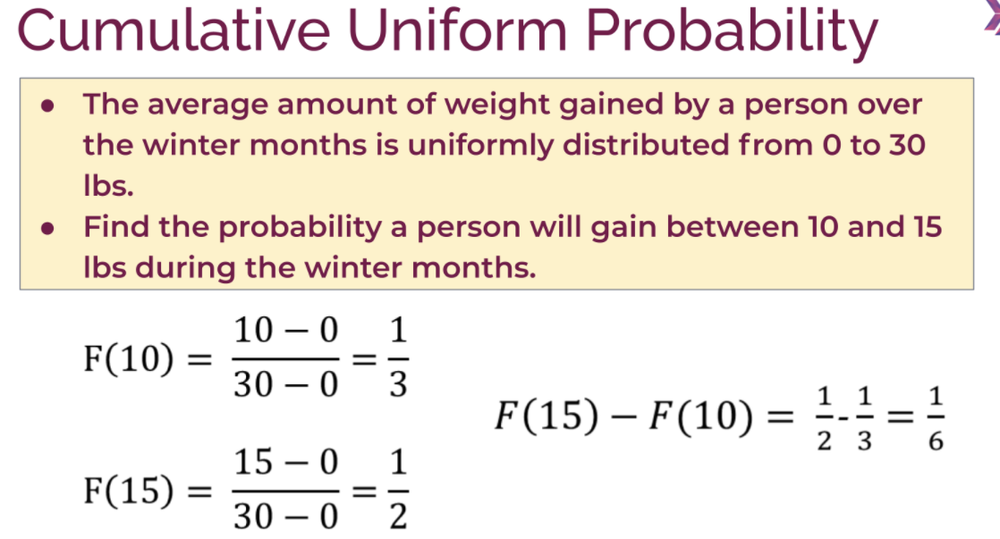 Cumulative Uniform Probability
● The average amount of weight gained by a person over
the winter months is uniformly distributed from 0 to 30
lbs.
● Find the probability a person will gain between 10 and 15
lbs during the winter months.
F(10) = \frac{10 − 0}{30 − 0} = \frac{1}{3}
F(15) = \frac{15 − 0}{30 − 0} = \frac{1}{2}
F(15) − F(10) = \frac{1}{2} - \frac{1}{3} = \frac{1}{6}